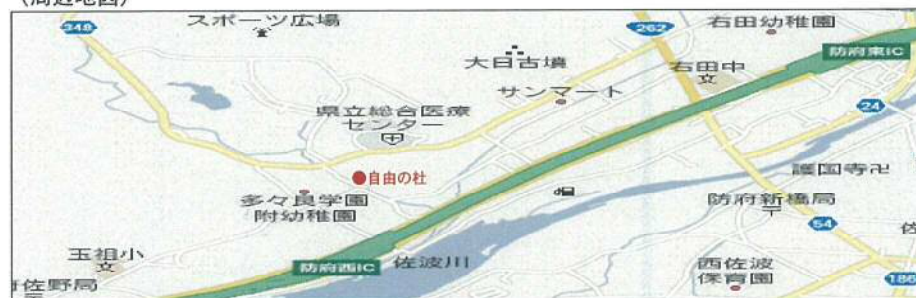 (周辺地図)
348
スポーツ広場
262
右田幼稚園
防府東IC
大日古墳
右田中
サンマート
24
県立総合医療
センター
自由の杜
護国寺
多々良学園
附幼稚園
防府新橋局
54
玉祖小
防府西IC
佐波川
西佐波
保育園
佐野局
186